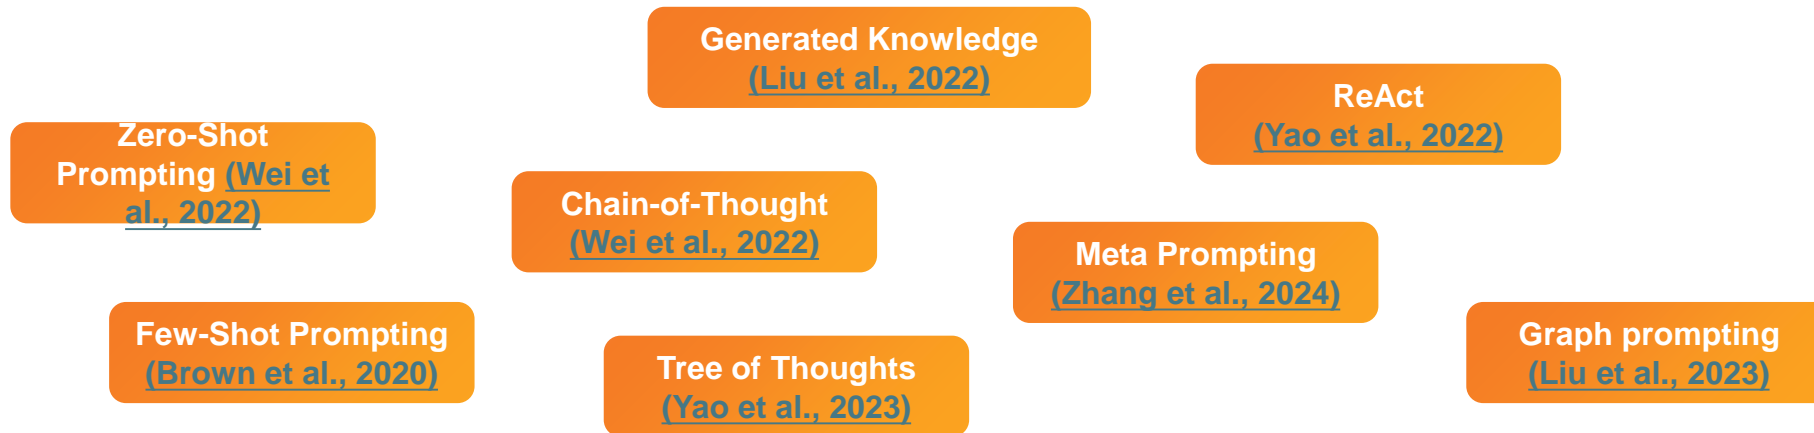 Generated Knowledge
(Liu et al., 2022)
ReAct
(Yao et al., 2022)
Zero-Shot
Prompting (Wei et
al., 2022)
Chain-of-Thought
(Wei et al., 2022)
Meta Prompting
(Zhang et al., 2024)
Few-Shot Prompting
(Brown et al., 2020)
Tree of Thoughts
(Yao et al., 2023)
Graph prompting
(Liu et al., 2023)